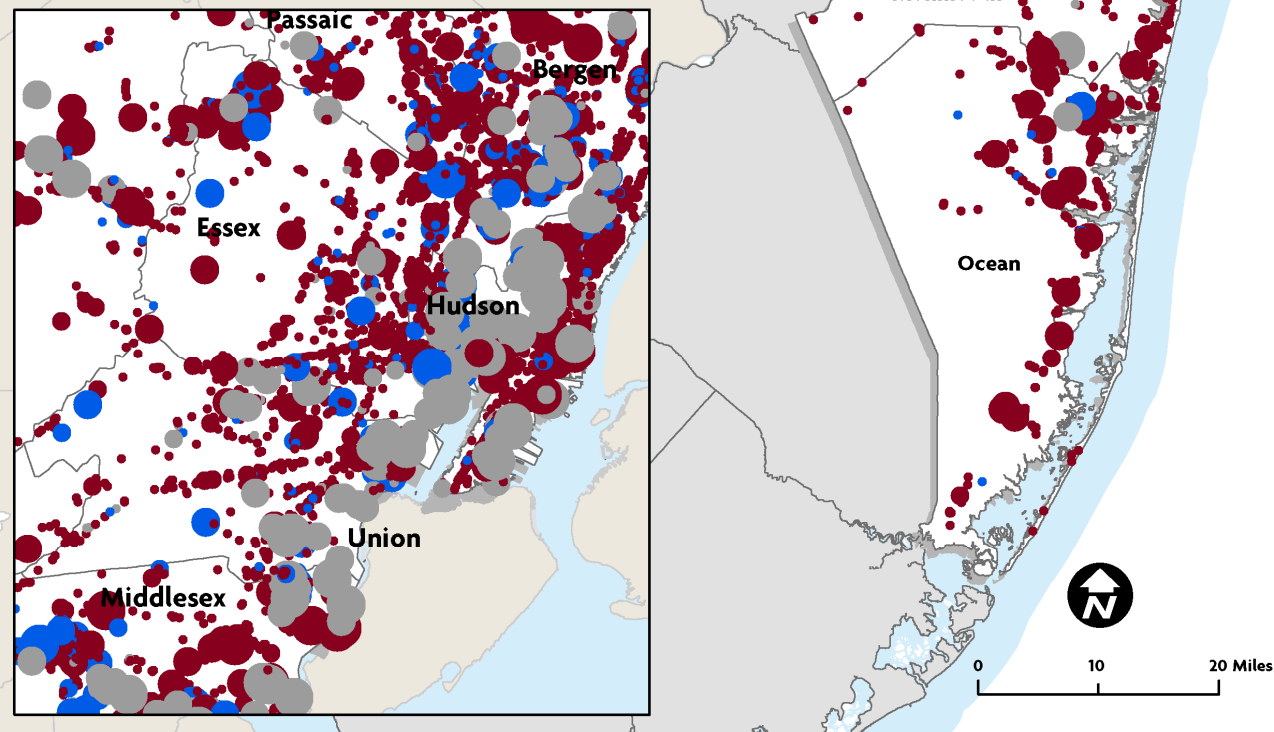 Passaic
Bergen
Essex
Hudson
Union
Middlesex
Ocean
N
0 10 20 Miles